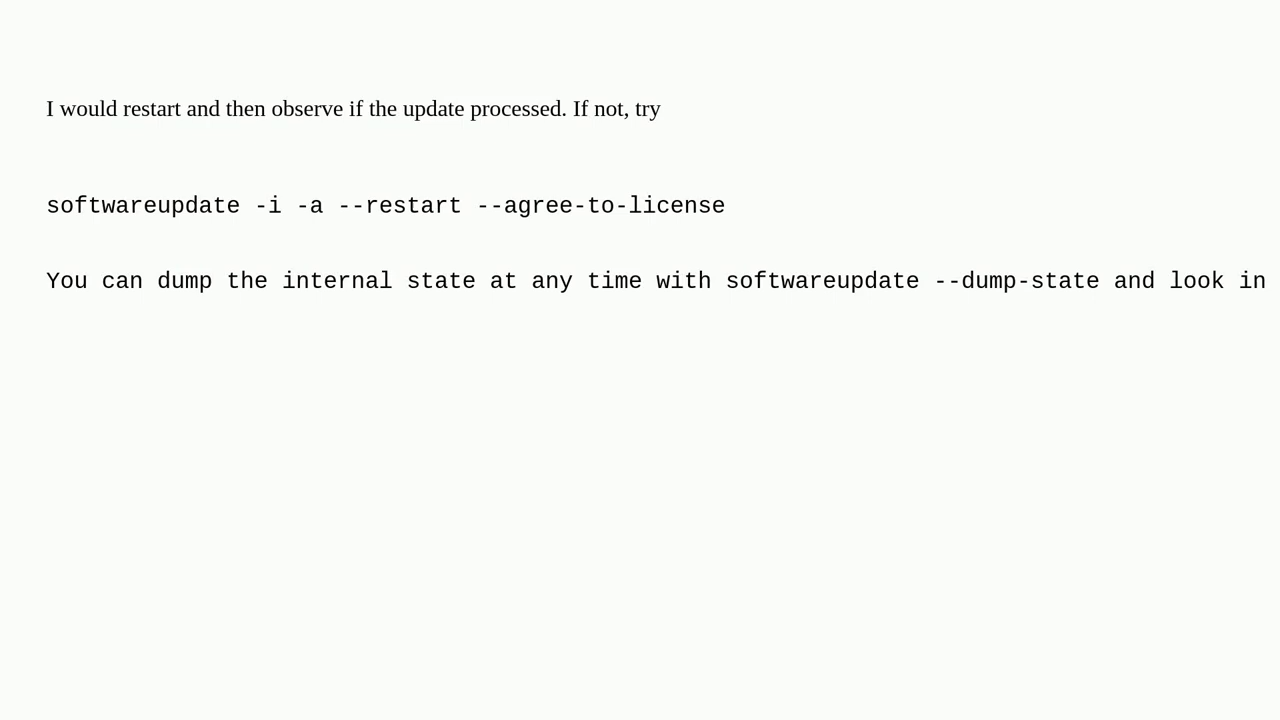 I would restart and then observe if the update processed. If not, try
softwareupdate -i -a --restart --agree-to-license
You can dump the internal state at any time with softwareupdate --dump-state and look in